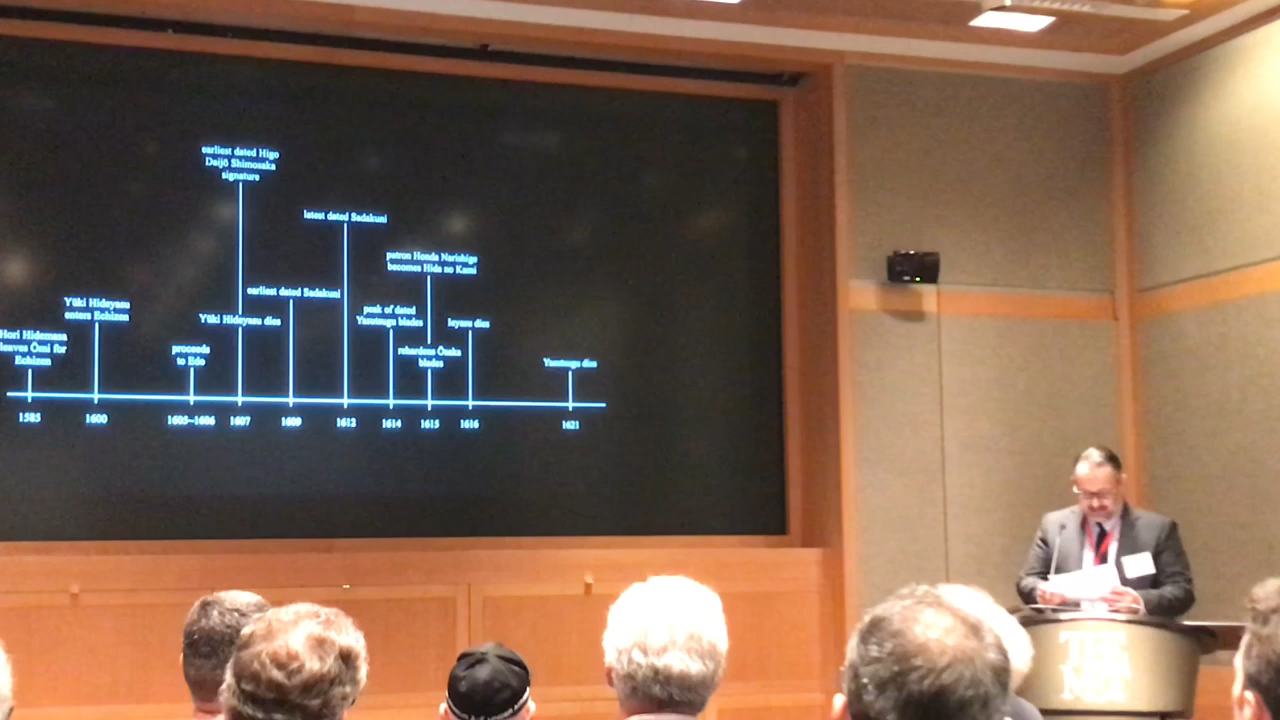 earliest dated Higo
Daijō Shimosaka
signature
latest dated Sadakuni
patron Honda Narishige
becomes Hida no Kami
earliest dated Sadakuni
Yūki Hideyasu
enters Echizen
peak of dated
Yasutsugu blades
Yūki Hideyasu dies
Ieyasu dies
Hori Hidemasa
leaves Ōmi for
Echizen
proceeds
to Edo
rehardens Ōsaka
blades
Yasutsugu dies
1585
1600
1605~1606
1607
1609
1612
1614
1615
1616
1621
THE